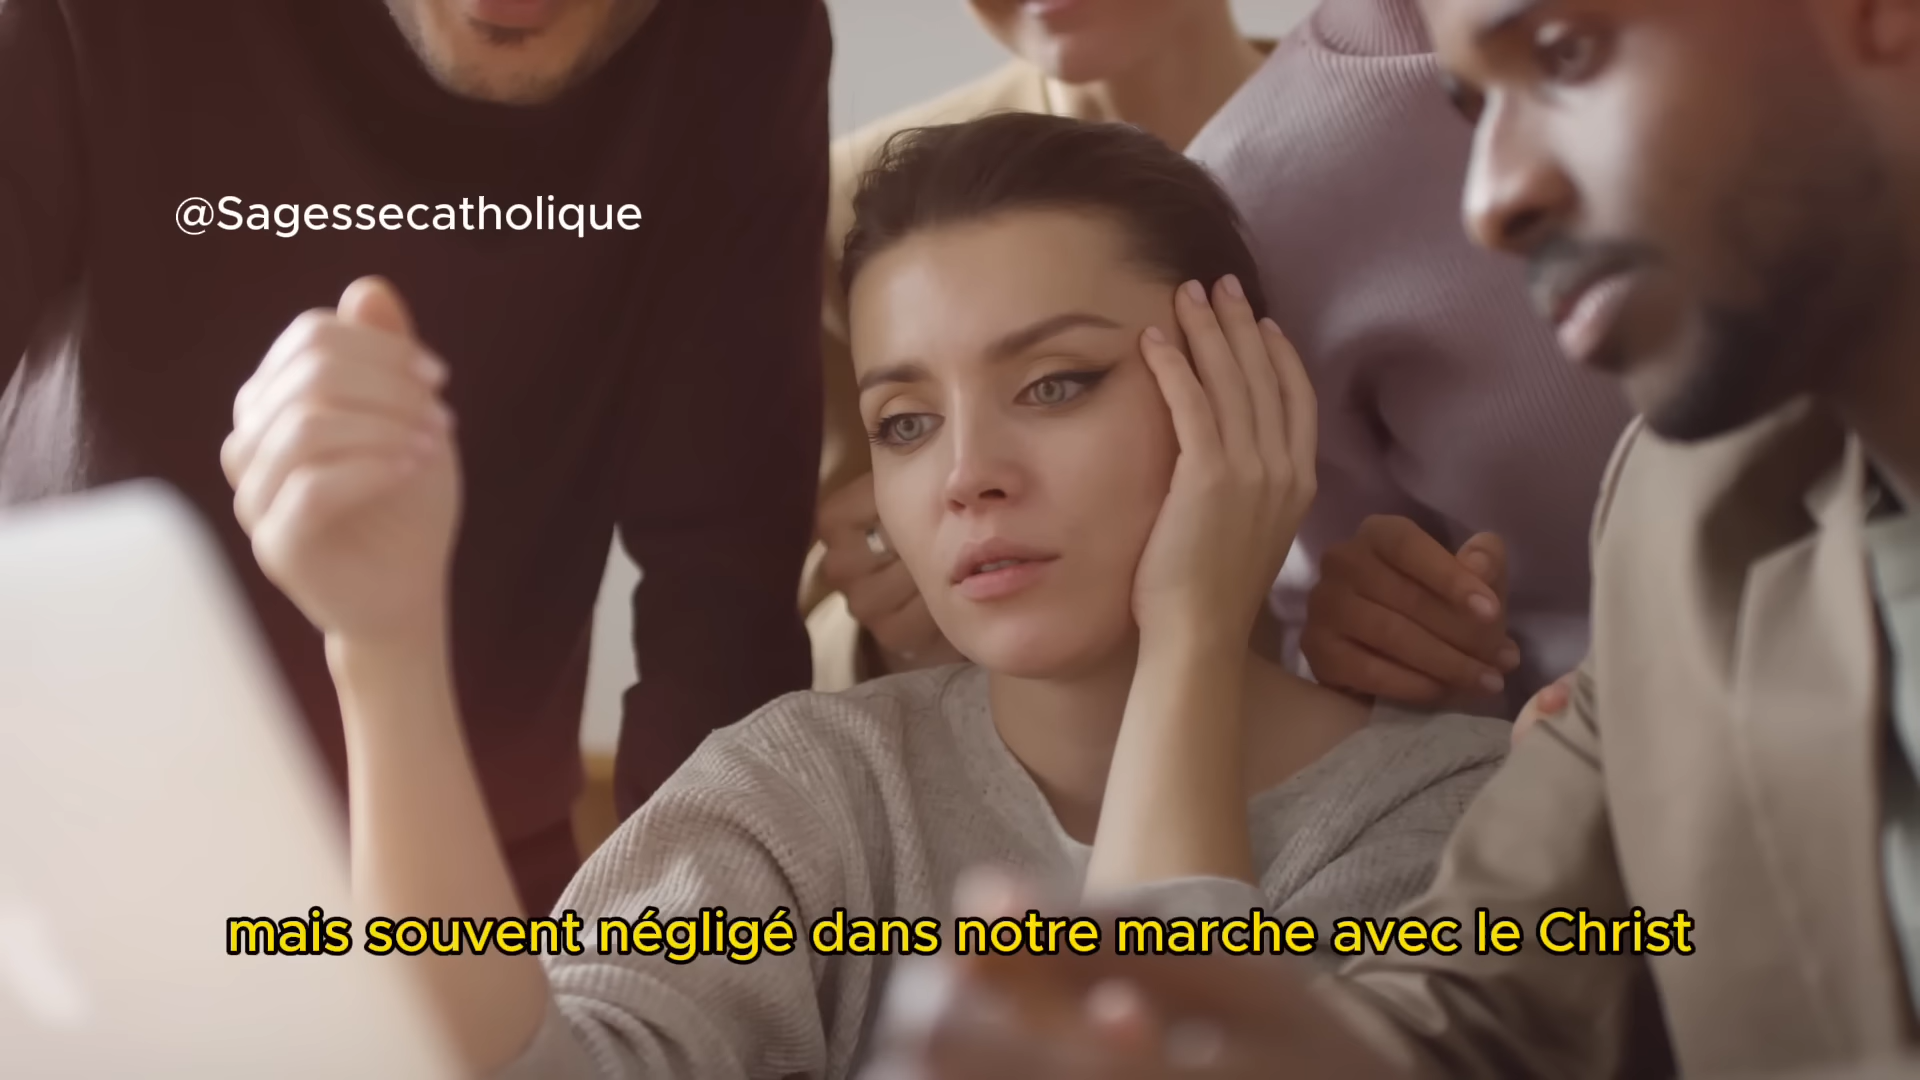 @Sagessecatholique
mais souvent négligé dans notre marche avec le Christ